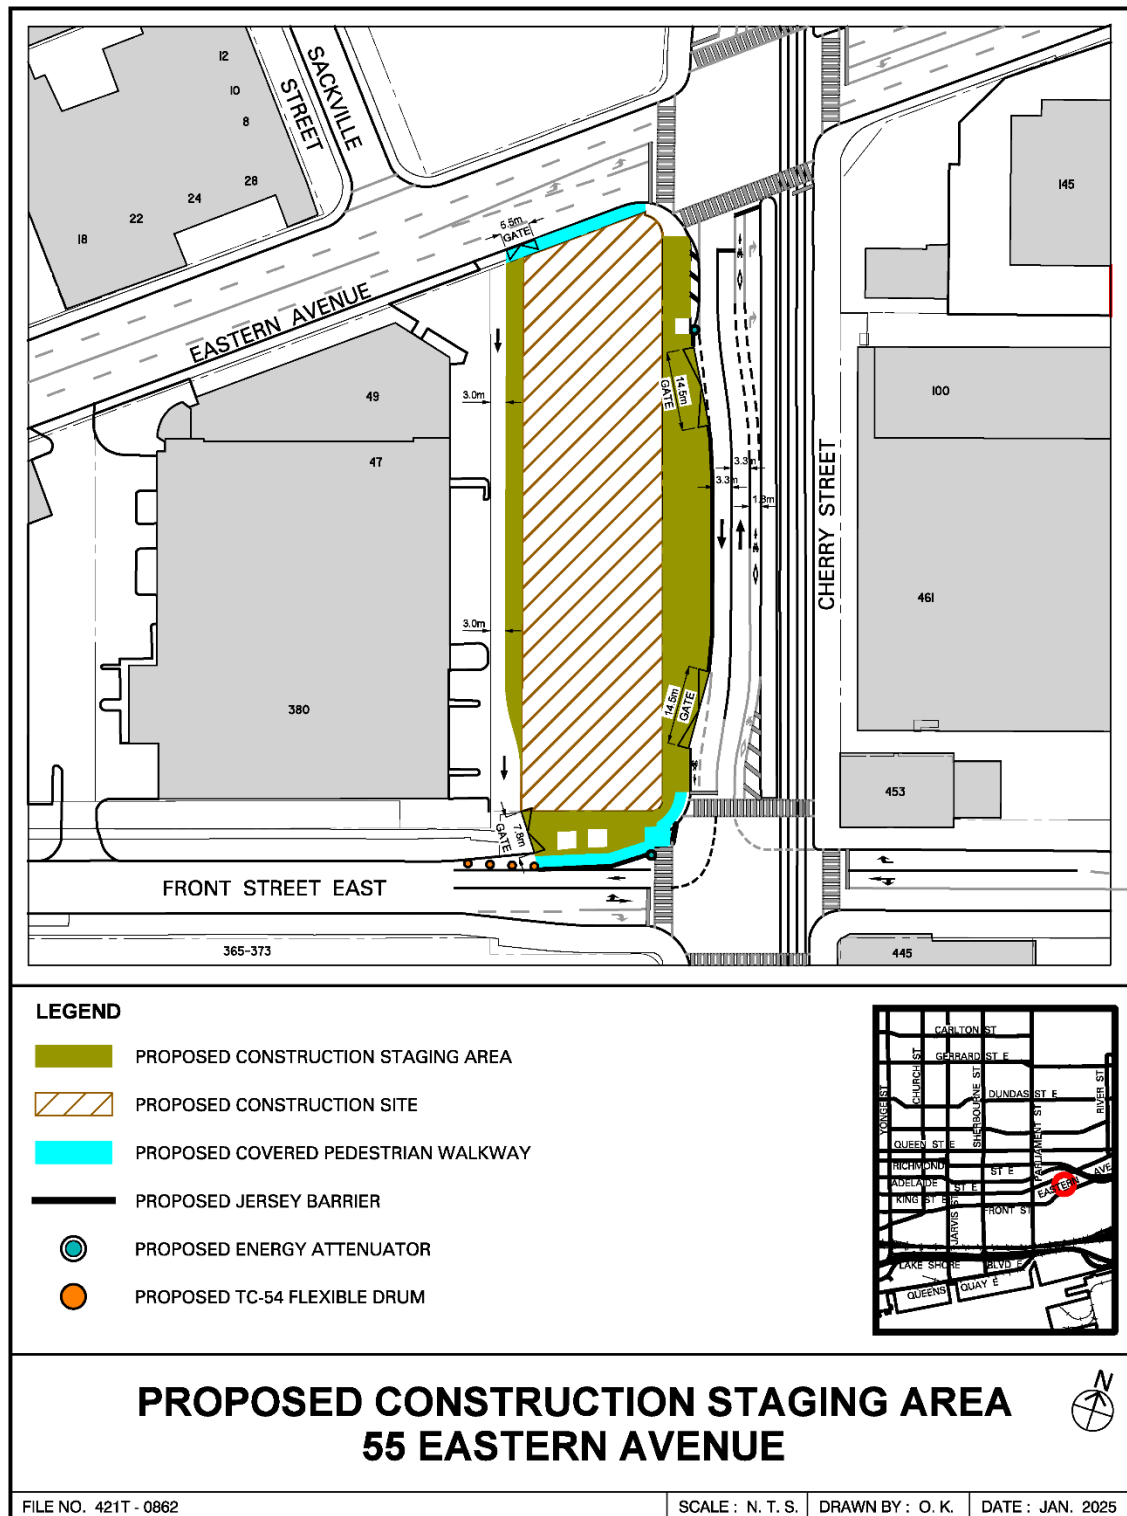 12
10
8
28
24
22
18
SACKVILLE
STREET
5.5m
GATE
EASTERN AVENUE
145
49
47
3.0m
14.5m
GATE
100
3.3m
3.3m
1.8m
CHERRY STREET
461
3.0m
380
14.5m
GATE
453
7.8m
GATE
FRONT STREET EAST
365-373
445
LEGEND
PROPOSED CONSTRUCTION STAGING AREA
PROPOSED CONSTRUCTION SITE
PROPOSED COVERED PEDESTRIAN WALKWAY
PROPOSED JERSEY BARRIER
PROPOSED ENERGY ATTENUATOR
PROPOSED TC-54 FLEXIBLE DRUM
CARLTON ST
GERRARD ST E
DUNDAS ST E
YONGE ST
CHURCH ST
SHERBOURNE ST
PARLIAMENT ST
RIVER ST
QUEEN ST E
RICHMOND ST E
ADELAIDE ST E
KING ST E
JARVIS ST
FRONT ST
EASTERN AVE
LAKE SHORE BLVD E
QUEENS QUAY E
N
PROPOSED CONSTRUCTION STAGING AREA
55 EASTERN AVENUE
FILE NO. 421T - 0862
SCALE : N. T. S.
DRAWN BY : O. K.
DATE : JAN. 2025